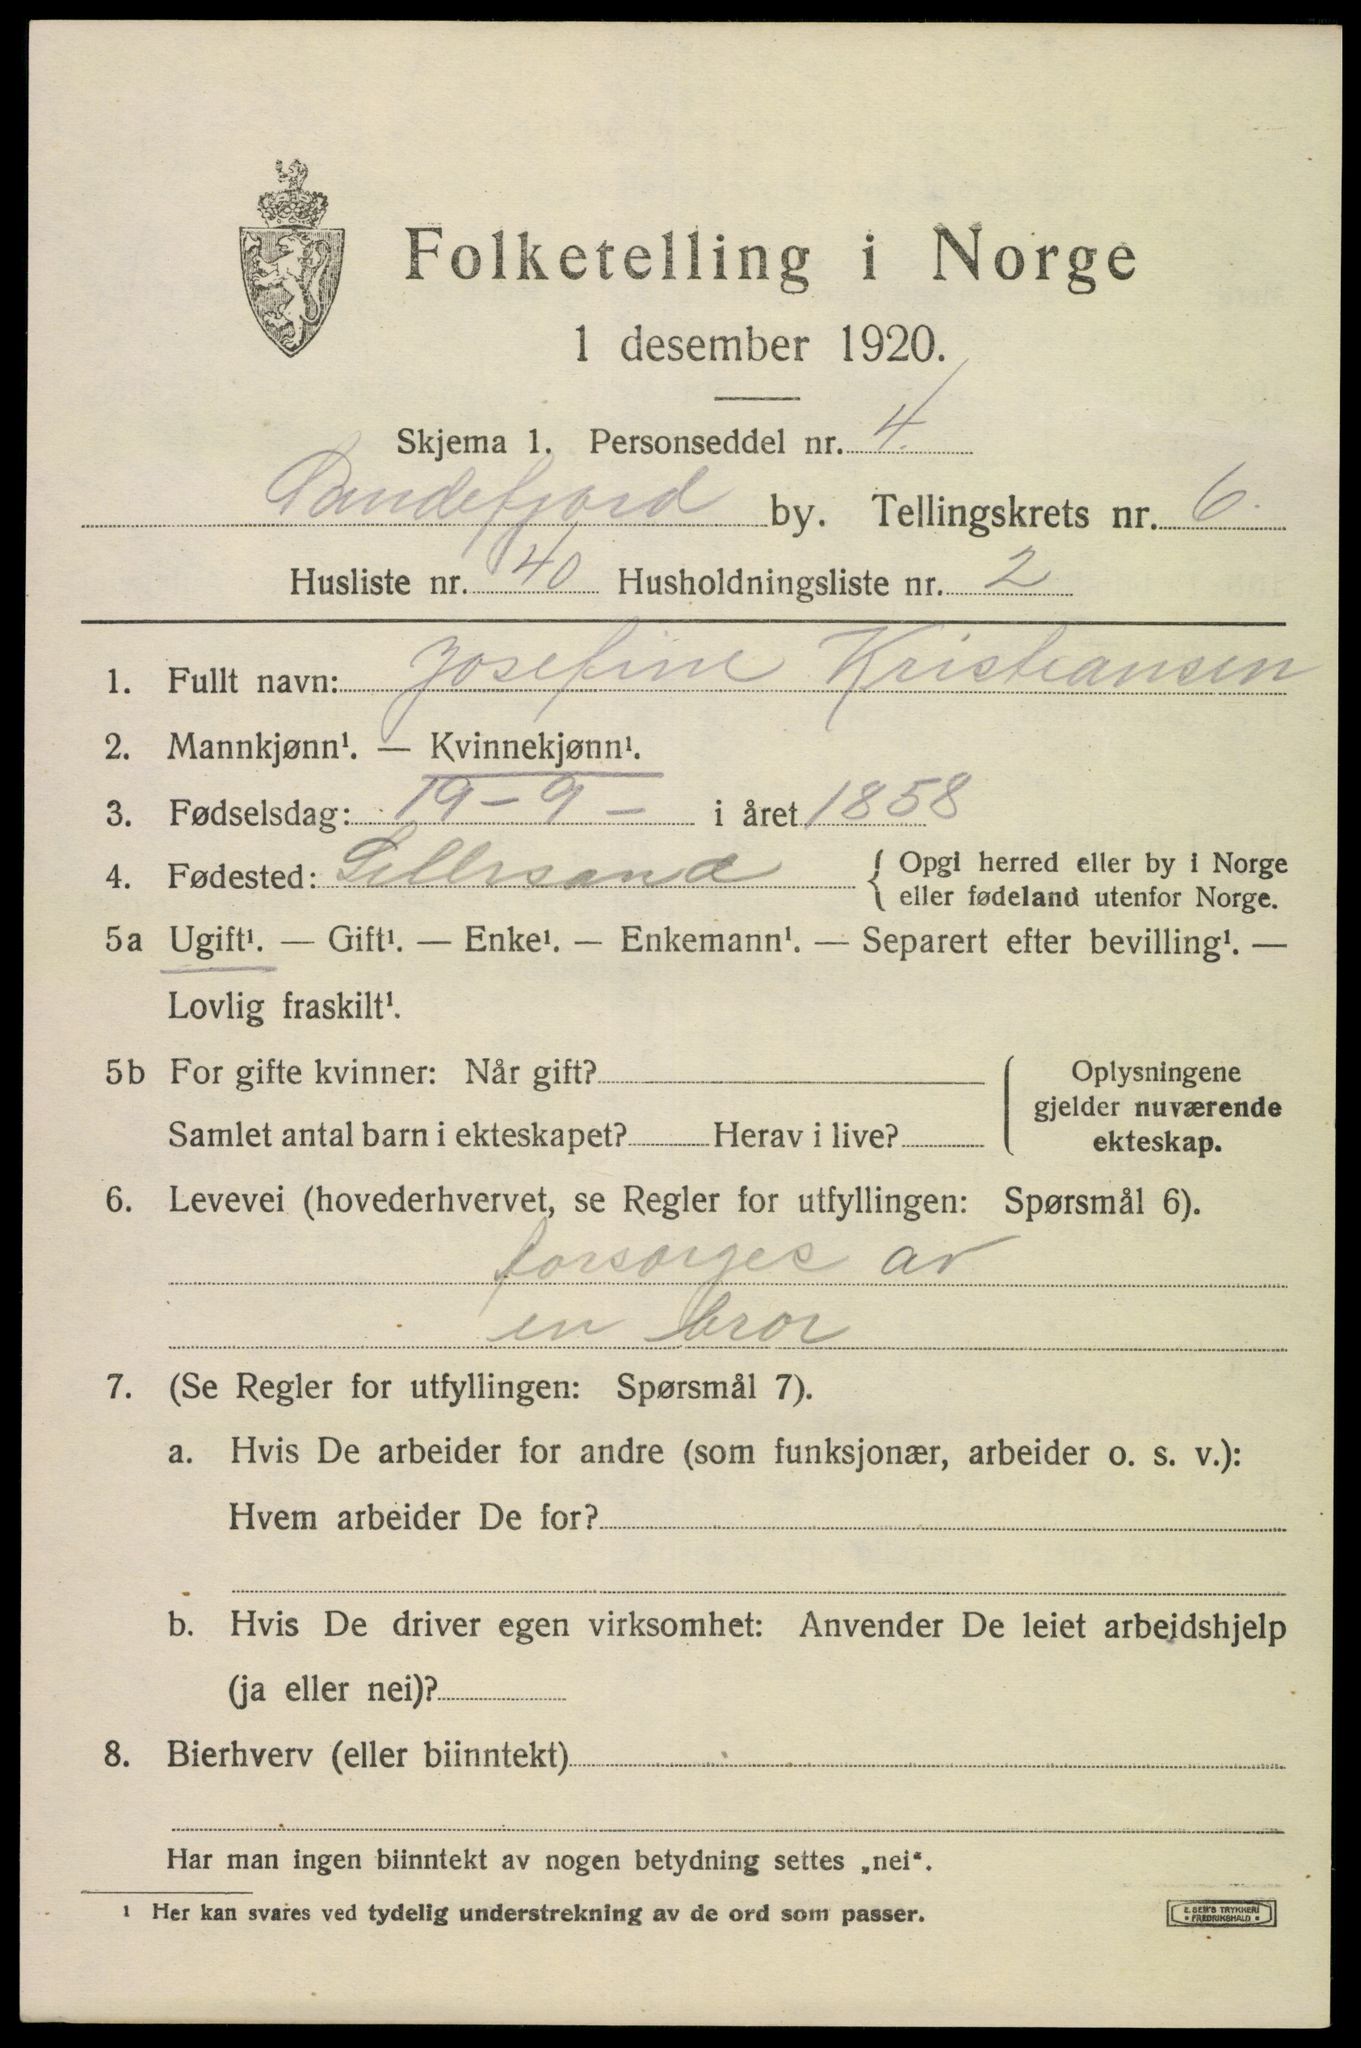 Folketelling i Norge
1 desember 1920.
Skjema 1. Personseddel nr. 4.
Sandefjord by. Tellingskrets nr. 6.
Husliste nr. 40 Husholdningsliste nr. 2
1. Fullt navn: Josefine Kristiansen
2. Mannkjønn¹. — Kvinnekjønn¹.
3. Fødselsdag: 19 – 9 – i året 1858
4. Fødested: Lillesand { Opgi herred eller by i Norge
eller fødeland utenfor Norge.
5a Ugift¹. — Gift¹. — Enke¹. — Enkemann¹. — Separert efter bevilling¹. —
Lovlig fraskilt¹.
5b For gifte kvinner: Når gift?
Samlet antal barn i ekteskapet? Herav i live?
Oplysningene
gjelder nuværende
ekteskap.
6. Levevei (hovederhvervet, se Regler for utfyllingen: Spørsmål 6).
forsørges av
en bror
7. (Se Regler for utfyllingen: Spørsmål 7).
a. Hvis De arbeider for andre (som funksjonær, arbeider o. s. v.):
Hvem arbeider De for?
b. Hvis De driver egen virksomhet: Anvender De leiet arbeidshjelp
(ja eller nei)?
8. Bierhverv (eller biinntekt)
Har man ingen biinntekt av nogen betydning settes „nei“.
¹ Her kan svares ved tydelig understrekning av de ord som passer.
E. SEM'S TRYKKERI
• FREDRIKSHALD •